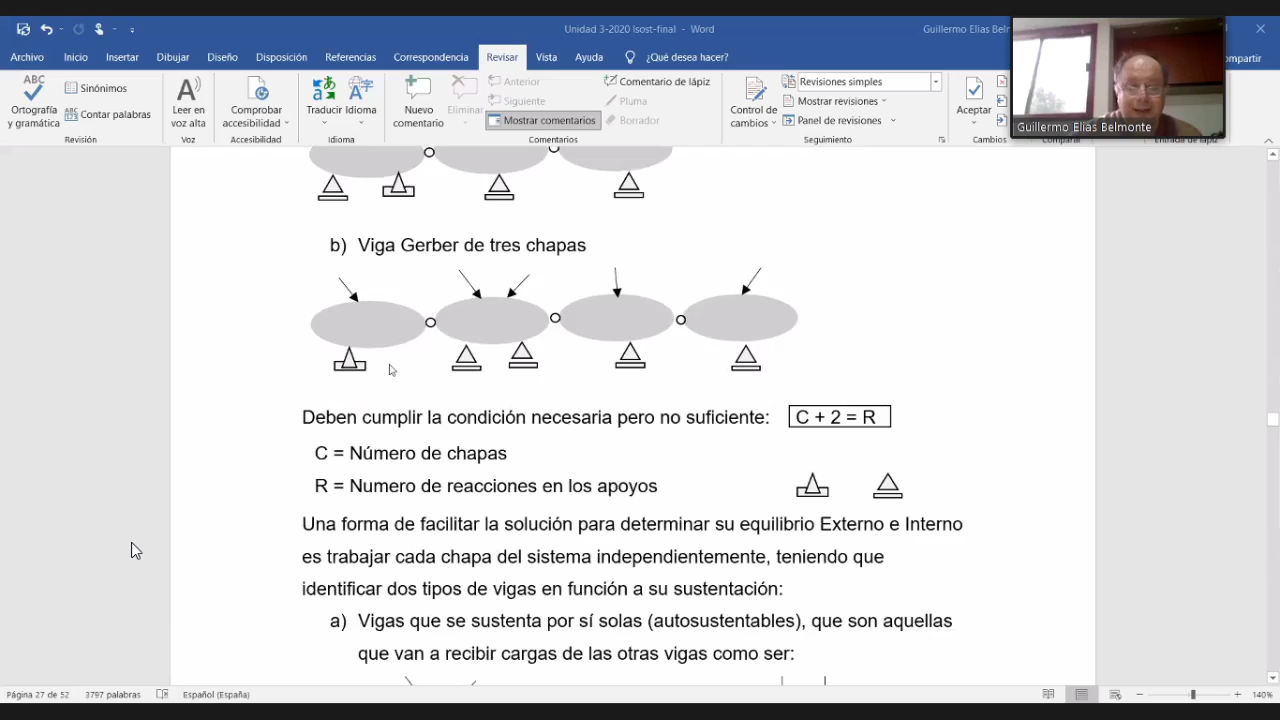 Unidad 3-2020 lsost-final - Word
Guillermo Elias
Archivo Inicio Insertar Dibujar Diseño Disposición Referencias Correspondencia Revisar Vista Ayuda ¿Qué desea hacer?
ABC
Ortografía y gramática
Sinónimos
ABC 123 Contar palabras
Revisión
Leer en voz alta
Voz
Comprobar accesibilidad
Accesibilidad
Traducir Idioma
Idioma
Nuevo comentario
Eliminar
Anterior
Siguiente
Mostrar comentarios
Comentario de lápiz
Pluma
Borrador
Comentarios
Control de cambios
Revisiones simples
Mostrar revisiones
Panel de revisiones
Seguimiento
Aceptar
Cambios
Guillermo Elias Belmonte
b) Viga Gerber de tres chapas
Deben cumplir la condición necesaria pero no suficiente: C + 2 = R
C = Número de chapas
R = Numero de reacciones en los apoyos
Una forma de facilitar la solución para determinar su equilibrio Externo e Interno
es trabajar cada chapa del sistema independientemente, teniendo que
identificar dos tipos de vigas en función a su sustentación:
a) Vigas que se sustenta por sí solas (autosustentables), que son aquellas
que van a recibir cargas de las otras vigas como ser:
Página 27 de 52 3797 palabras Español (España) 140%